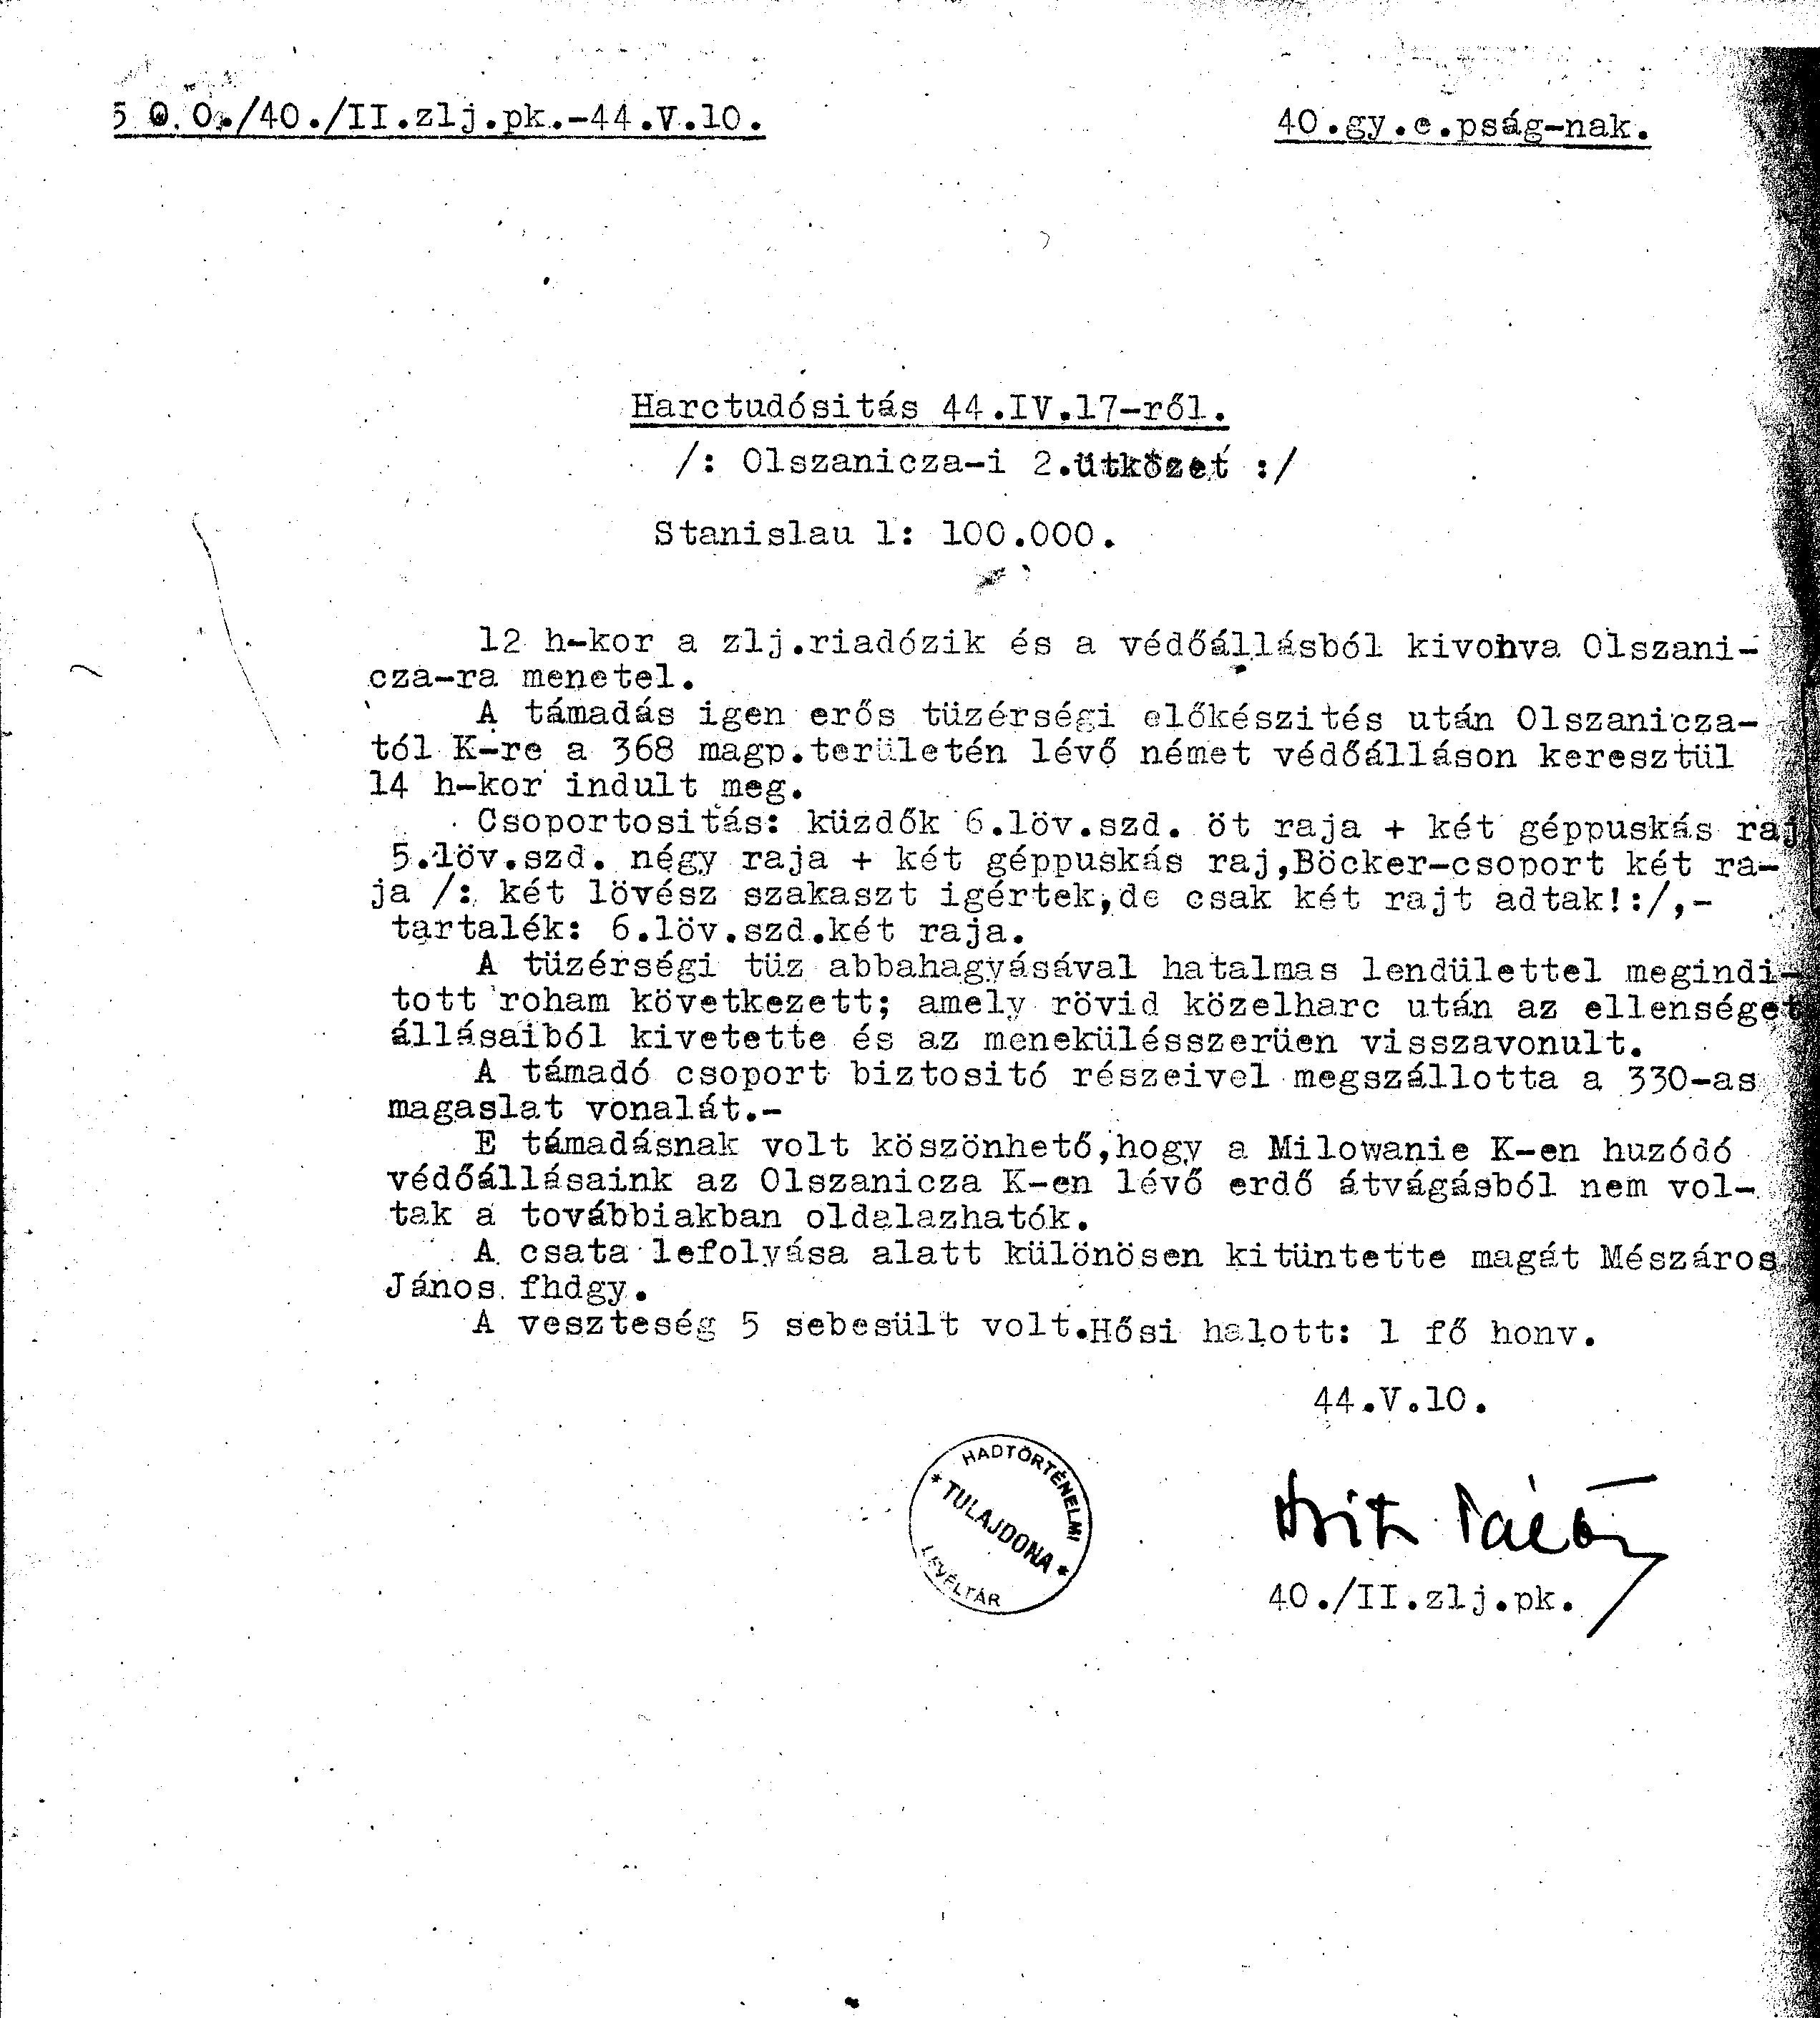 5 0.0./40./II.zlj.pk.-44.V.10.
40.gy.e.pság-nak.
Harctudósitás 44.IV.17-ről.
/: Olszanicza-i 2.ütközet :/
Stanislau 1: 100.000.
12 h-kor a zlj.riadózik és a védőállásból kivonva Olszani-
cza-ra menetel.
A támadás igen erős tüzérségi előkészités után Olszanicza-
tól K-re a 368 magp.területén lévő német védőálláson keresztül
14 h-kor indult meg.
Csoportositás: küzdők 6.löv.szd. öt raja + két géppuskás raj
5.löv.szd. négy raja + két géppuskás raj,Böcker-csoport két ra-
ja /: két lövész szakaszt igértek,de csak két rajt adtak!:/,-
tartalék: 6.löv.szd.két raja.
A tüzérségi tüz abbahagyásával hatalmas lendülettel megindi-
tott roham következett; amely rövid közelharc után az ellenséget
állásaiból kivetette és az menekülésszerüen visszavonult.
A támadó csoport biztositó részeivel megszállotta a 330-as
magaslat vonalát.-
E támadásnak volt köszönhető,hogy a Milowanie K-en huzódó
védőállásaink az Olszanicza K-en lévő erdő átvágásból nem vol-
tak a továbbiakban oldalazhatók.
A csata lefolyása alatt különösen kitüntette magát Mészáros
János fhdgy.
A veszteség 5 sebesült volt.Hősi halott: 1 fő honv.
44.V.10.
HADTÖRTÉNELMI
* TULAJDONA *
LEVÉLTÁR
40./II.zlj.pk.